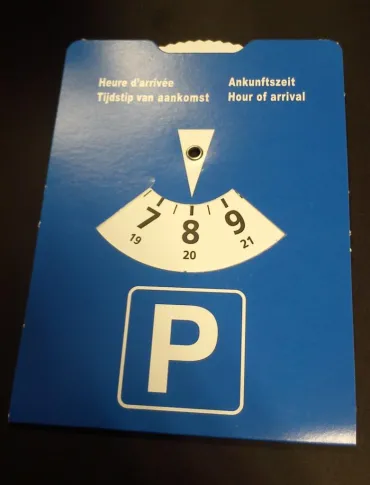 Heure d'arrivée Ankunftszeit
Tijdstip van aankomst Hour of arrival
7 8 9
19 20 21
P